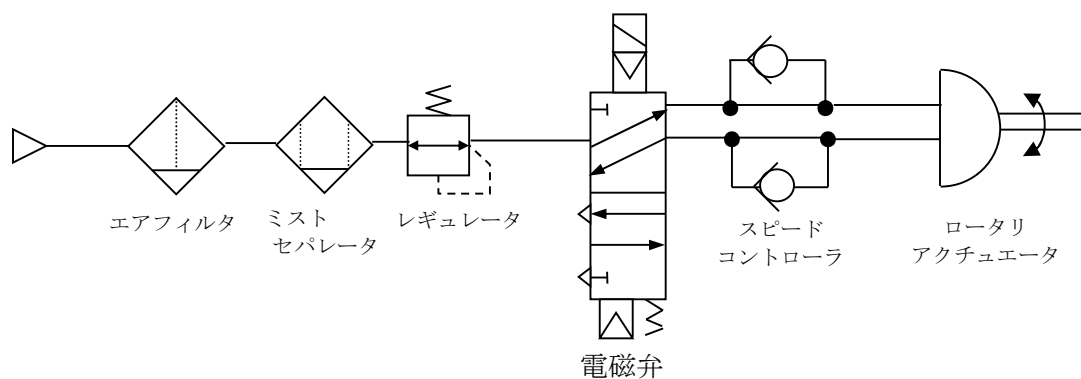 エアフィルタ
ミスト
セパレータ
レギュレータ
電磁弁
スピード
コントローラ
ロータリ
アクチュエータ